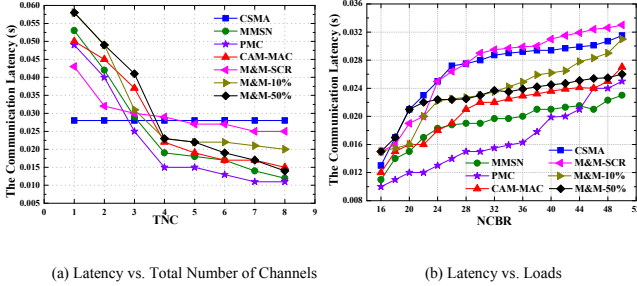 (a)
0.060
0.055
0.050
0.045
0.040
0.035
0.030
0.025
0.020
0.015
0.010
0.005
The Communication Latency (s)
CSMA
MMSN
PMC
CAM-MAC
M&M-SCR
M&M-10%
M&M-50%
0 1 2 3 4 5 6 7 8 9
TNC
(b)
0.036
0.032
0.028
0.024
0.020
0.016
0.012
0.008
The Communication Latency (s)
CSMA
MMSN M&M-SCR
PMC M&M-10%
CAM-MAC M&M-50%
16 20 24 28 32 36 40 44 48
NCBR
(a) Latency vs. Total Number of Channels
(b) Latency vs. Loads